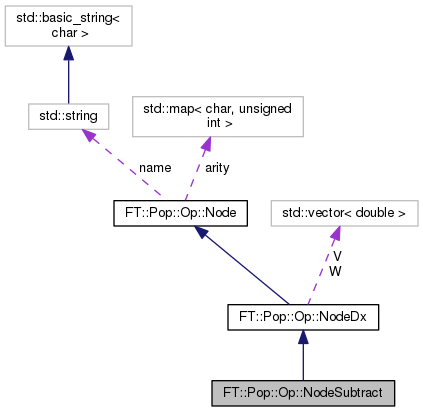 std::basic_string<
char >
std::string
std::map< char, unsigned
int >
name
arity
FT::Pop::Op::Node
std::vector< double >
V
W
FT::Pop::Op::NodeDx
FT::Pop::Op::NodeSubtract